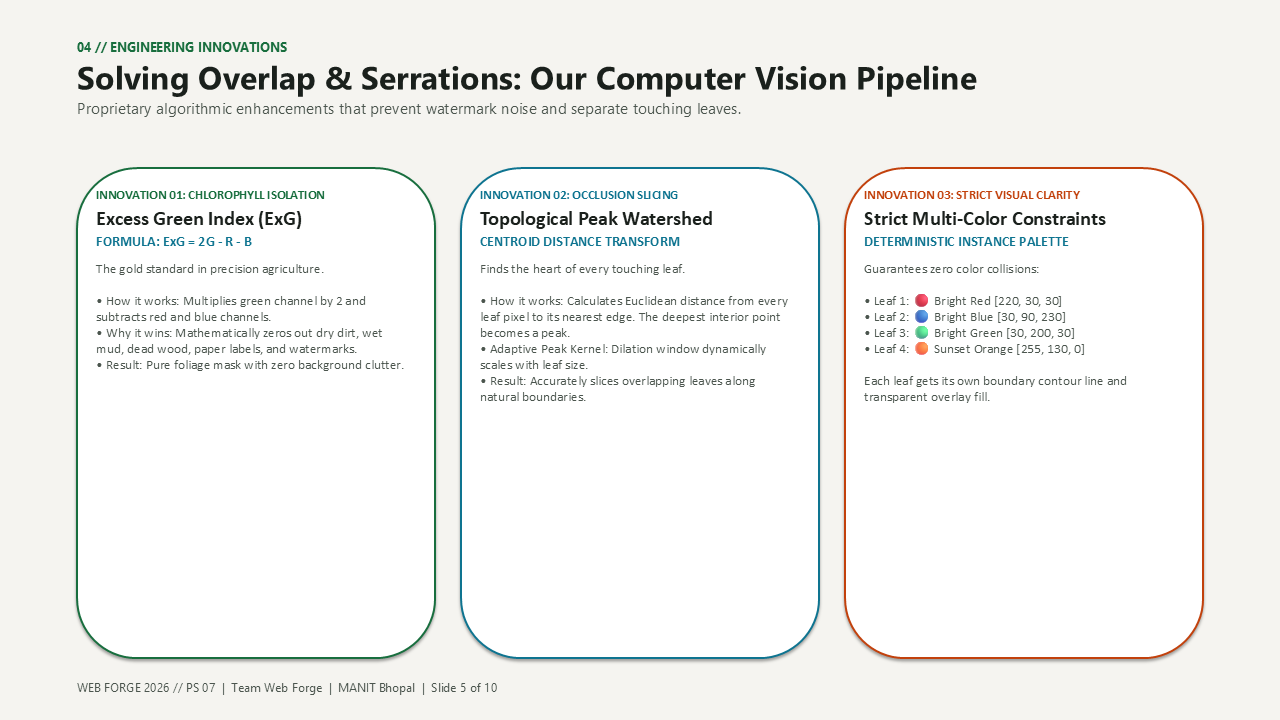 04 // ENGINEERING INNOVATIONS
Solving Overlap & Serrations: Our Computer Vision Pipeline
Proprietary algorithmic enhancements that prevent watermark noise and separate touching leaves.
INNOVATION 01: CHLOROPHYLL ISOLATION
Excess Green Index (ExG)
FORMULA: ExG = 2G - R - B
The gold standard in precision agriculture.
• How it works: Multiplies green channel by 2 and
subtracts red and blue channels.
• Why it wins: Mathematically zeros out dry dirt, wet
mud, dead wood, paper labels, and watermarks.
• Result: Pure foliage mask with zero background clutter.
INNOVATION 02: OCCLUSION SLICING
Topological Peak Watershed
CENTROID DISTANCE TRANSFORM
Finds the heart of every touching leaf.
• How it works: Calculates Euclidean distance from every
leaf pixel to its nearest edge. The deepest interior point
becomes a peak.
• Adaptive Peak Kernel: Dilation window dynamically
scales with leaf size.
• Result: Accurately slices overlapping leaves along
natural boundaries.
INNOVATION 03: STRICT VISUAL CLARITY
Strict Multi-Color Constraints
DETERMINISTIC INSTANCE PALETTE
Guarantees zero color collisions:
• Leaf 1: Bright Red [220, 30, 30]
• Leaf 2: Bright Blue [30, 90, 230]
• Leaf 3: Bright Green [30, 200, 30]
• Leaf 4: Sunset Orange [255, 130, 0]
Each leaf gets its own boundary contour line and
transparent overlay fill.
WEB FORGE 2026 // PS 07 | Team Web Forge | MANIT Bhopal | Slide 5 of 10